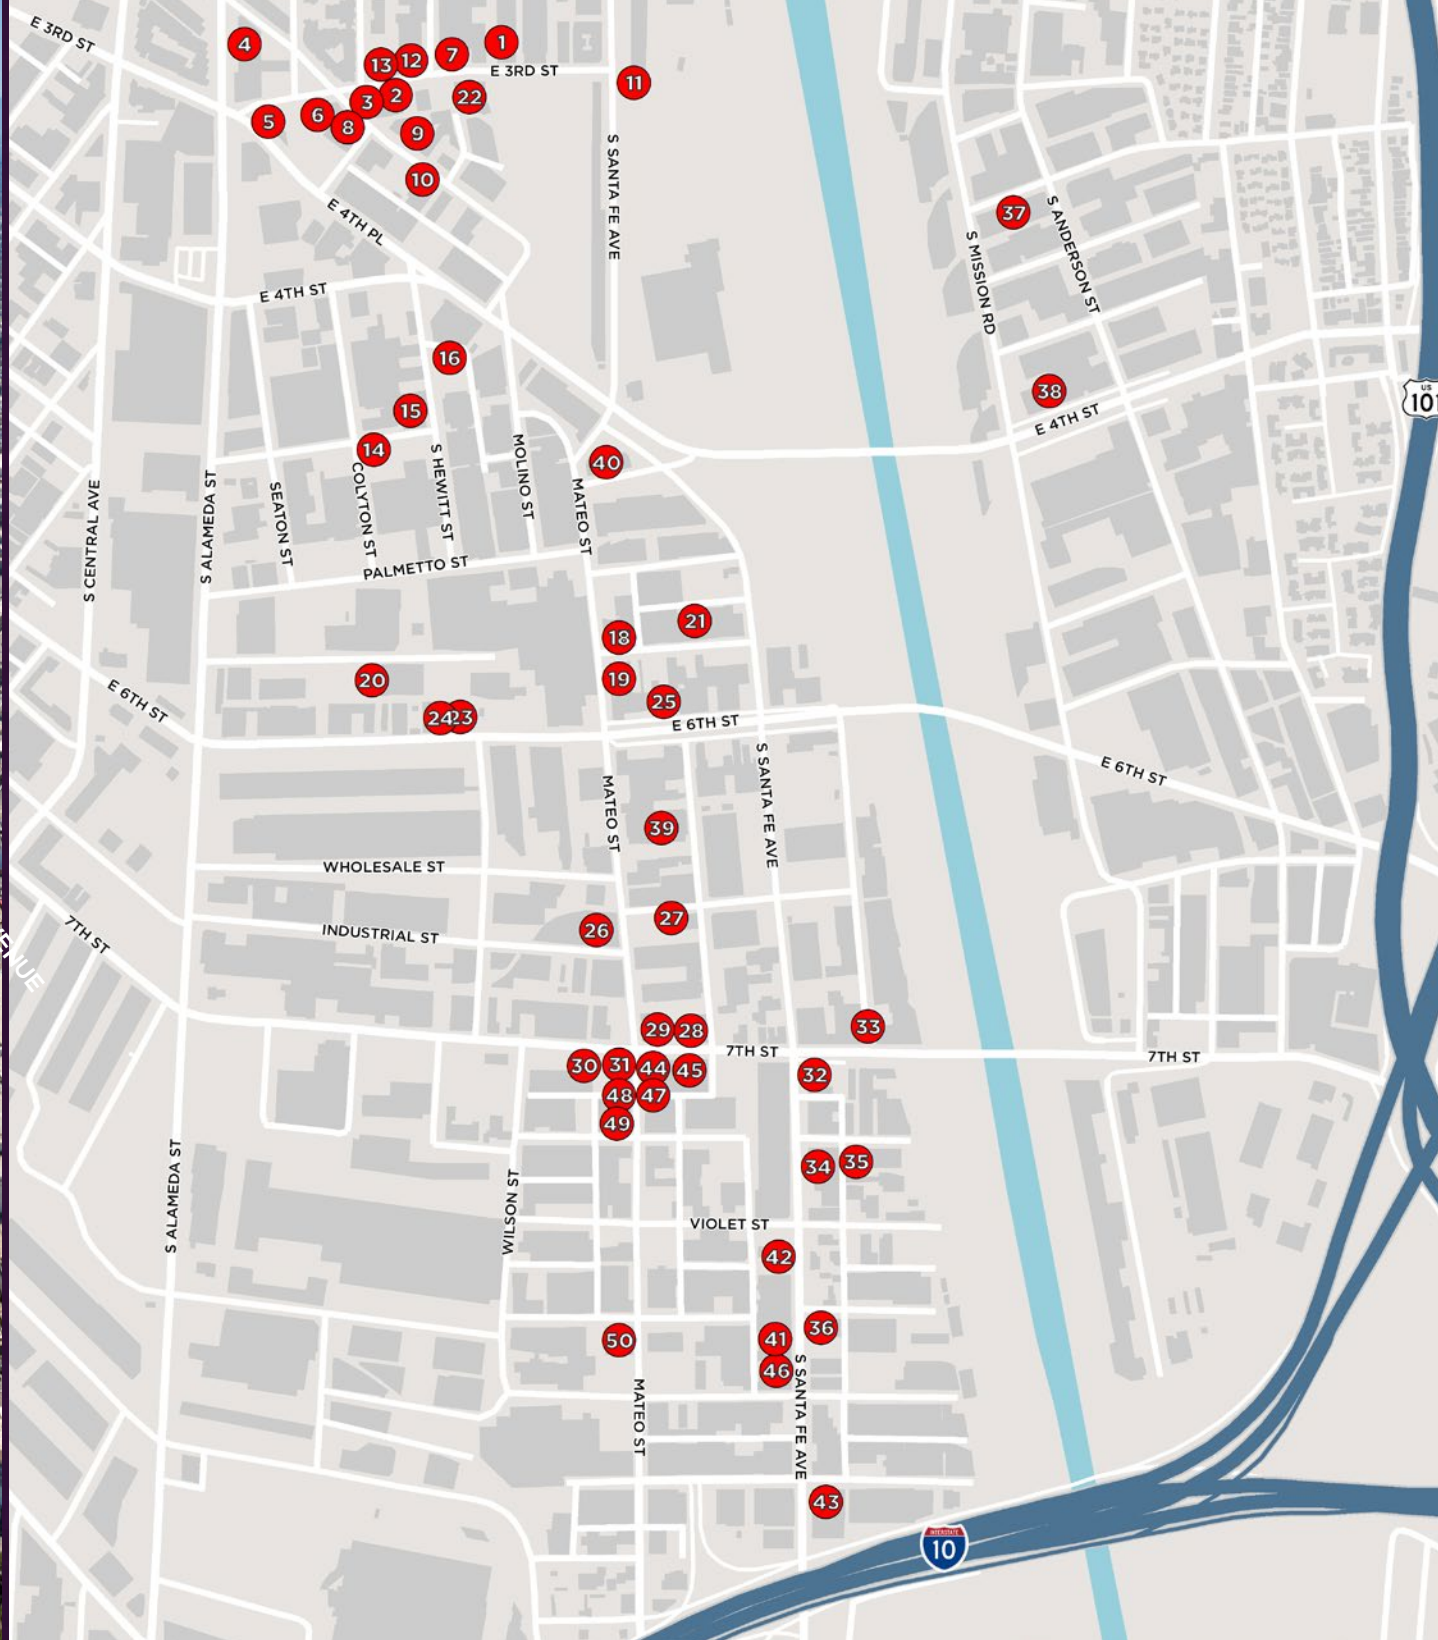 E 3RD ST
4
13
12
7
1
E 3RD ST
11
5
6
8
3
2
22
9
10
S SANTA FE AVE
E 4TH PL
37
S ANDERSON ST
S MISSION RD
E 4TH ST
16
38
E 4TH ST
US
101
15
14
40
S CENTRAL AVE
S ALAMEDA ST
SEATON ST
COLYTON ST
S HEWITT ST
MOLINO ST
MATEO ST
PALMETTO ST
18
21
19
20
25
24
23
E 6TH ST
E 6TH ST
E 6TH ST
MATEO ST
S SANTA FE AVE
39
WHOLESALE ST
26
27
INDUSTRIAL ST
7TH ST
ENUE
29
28
33
7TH ST
7TH ST
30
31
44
45
32
48
47
49
34
35
S ALAMEDA ST
WILSON ST
VIOLET ST
42
50
41
36
46
MATEO ST
S SANTA FE AVE
43
INTERSTATE
10